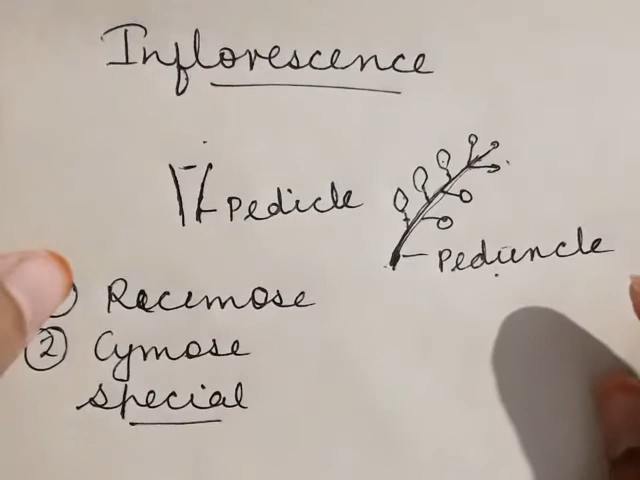 Inflorescence
Pedicle
Peduncle
Racemose
② Cymose
Special